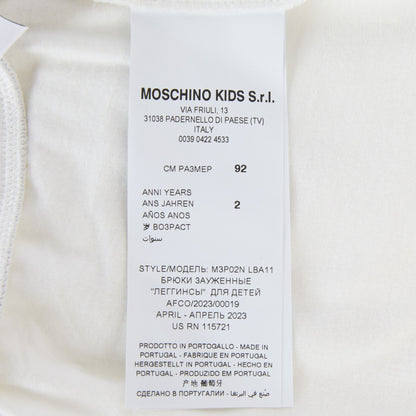 MOSCHINO KIDS S.r.l.
VIA FRIULI, 13
31038 PADERNELLO DI PAESE (TV)
ITALY
0039 0422 4533
СМ РАЗМЕР 92
ANNI YEARS
ANS JAHREN 2
AÑOS ANOS
岁 ВОЗРАСТ
سنوات
STYLE/МОДЕЛЬ: M3P02N LBA11
БРЮКИ ЗАУЖЕННЫЕ
"ЛЕГГИНСЫ" ДЛЯ ДЕТЕЙ
AFCO/2023/00019
APRIL - АПРЕЛЬ 2023
US RN 115721
PRODOTTO IN PORTOGALLO - MADE IN
PORTUGAL - FABRIQUE EN PORTUGAL
HERGESTELLT IN PORTUGAL - HECHO EN
PORTUGAL - PRODUZIDO EM PORTUGAL
产地 葡萄牙
СДЕЛАНО В ПОРТУГАЛИИ - صُنع في البرتغال